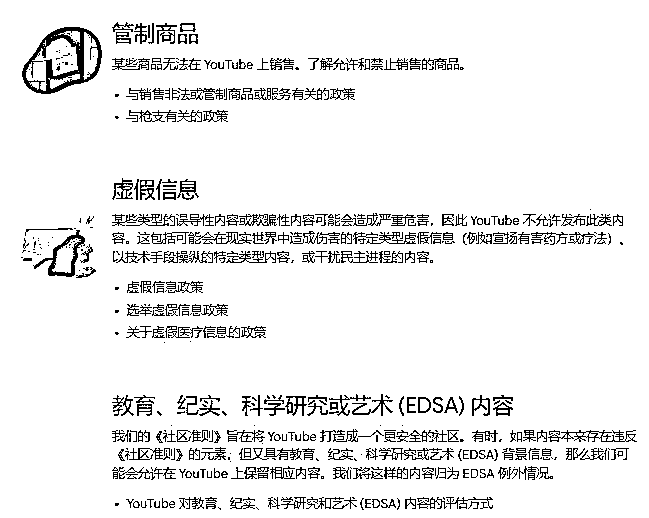 管制商品
某些商品无法在 YouTube 上销售。了解允许和禁止销售的商品。
• 与销售非法或管制商品或服务有关的政策
• 与枪支有关的政策
虚假信息
某些类型的误导性内容或欺骗性内容可能会造成严重危害，因此 YouTube 不允许发布此类内
容。这包括可能会在现实世界中造成伤害的特定类型虚假信息（例如宣扬有害药方或疗法）、
以技术手段操纵的特定类型内容，或干扰民主进程的内容。
• 虚假信息政策
• 选举虚假信息政策
• 关于虚假医疗信息的政策
教育、纪实、科学研究或艺术 (EDSA) 内容
我们的《社区准则》旨在将 YouTube 打造成一个更安全的社区。有时，如果内容本来存在违反
《社区准则》的元素，但又具有教育、纪实、科学研究或艺术 (EDSA) 背景信息，那么我们可
能会允许在 YouTube 上保留相应内容。我们将这样的内容归为 EDSA 例外情况。
• YouTube 对教育、纪实、科学研究和艺术 (EDSA) 内容的评估方式